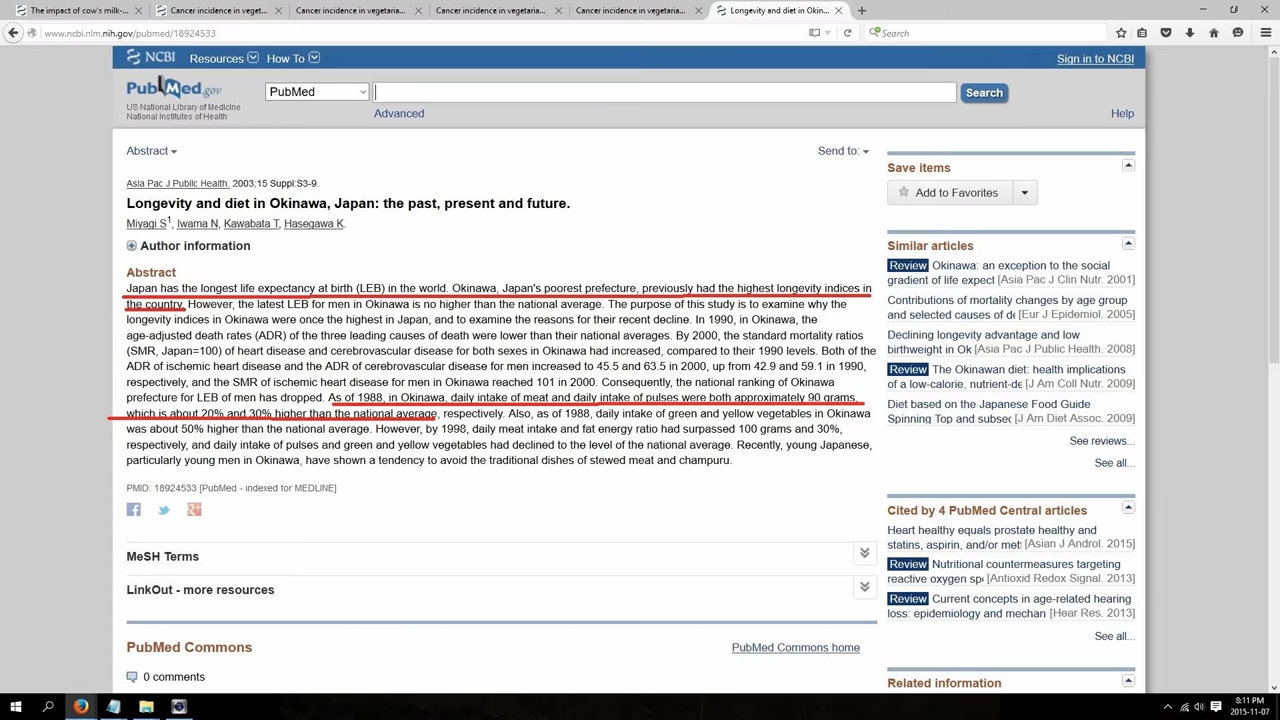 The impact of cow's milk-...
Cancer incidence in veget...
Cancer incidence in vegetaria...
Cancer incidence in vegetaria...
Cancer incidence in vegetaria...
Longevity and diet in Okin...
www.ncbi.nlm.nih.gov/pubmed/18924533
Search
NCBI Resources How To
Sign in to NCBI
PubMed.gov
US National Library of Medicine
National Institutes of Health
PubMed
Search
Advanced
Help
Abstract
Send to:
Asia Pac J Public Health. 2003;15 Suppl:S3-9.
Longevity and diet in Okinawa, Japan: the past, present and future.
Miyagi S1, Iwama N, Kawabata T, Hasegawa K.
Author information
Abstract
Japan has the longest life expectancy at birth (LEB) in the world. Okinawa, Japan's poorest prefecture, previously had the highest longevity indices in
the country. However, the latest LEB for men in Okinawa is no higher than the national average. The purpose of this study is to examine why the
longevity indices in Okinawa were once the highest in Japan, and to examine the reasons for their recent decline. In 1990, in Okinawa, the
age-adjusted death rates (ADR) of the three leading causes of death were lower than their national averages. By 2000, the standard mortality ratios
(SMR, Japan=100) of heart disease and cerebrovascular disease for both sexes in Okinawa had increased, compared to their 1990 levels. Both of the
ADR of ischemic heart disease and the ADR of cerebrovascular disease for men increased to 45.5 and 63.5 in 2000, up from 42.9 and 59.1 in 1990,
respectively, and the SMR of ischemic heart disease for men in Okinawa reached 101 in 2000. Consequently, the national ranking of Okinawa
prefecture for LEB of men has dropped. As of 1988, in Okinawa, daily intake of meat and daily intake of pulses were both approximately 90 grams,
which is about 20% and 30% higher than the national average, respectively. Also, as of 1988, daily intake of green and yellow vegetables in Okinawa
was about 50% higher than the national average. However, by 1998, daily meat intake and fat energy ratio had surpassed 100 grams and 30%,
respectively, and daily intake of pulses and green and yellow vegetables had declined to the level of the national average. Recently, young Japanese,
particularly young men in Okinawa, have shown a tendency to avoid the traditional dishes of stewed meat and champuru.
PMID: 18924533 [PubMed - indexed for MEDLINE]
MeSH Terms
LinkOut - more resources
PubMed Commons
PubMed Commons home
0 comments
Save items
Add to Favorites
Similar articles
Review Okinawa: an exception to the social
gradient of life expect [Asia Pac J Clin Nutr. 2001]
Contributions of mortality changes by age group
and selected causes of de [Eur J Epidemiol. 2005]
Declining longevity advantage and low
birthweight in Ok [Asia Pac J Public Health. 2008]
Review The Okinawan diet: health implications
of a low-calorie, nutrient-de [J Am Coll Nutr. 2009]
Diet based on the Japanese Food Guide
Spinning Top and subsec [J Am Diet Assoc. 2011]
See reviews...
See all...
Cited by 4 PubMed Central articles
Heart healthy equals prostate healthy and
statins, aspirin, and/or met [Asian J Androl. 2015]
Review Nutritional countermeasures targeting
reactive oxygen spe [Antioxid Redox Signal. 2013]
Review Current concepts in age-related hearing
loss: epidemiology and mechan [Hear Res. 2013]
See all...
Related information
8:11 PM
2015-11-07